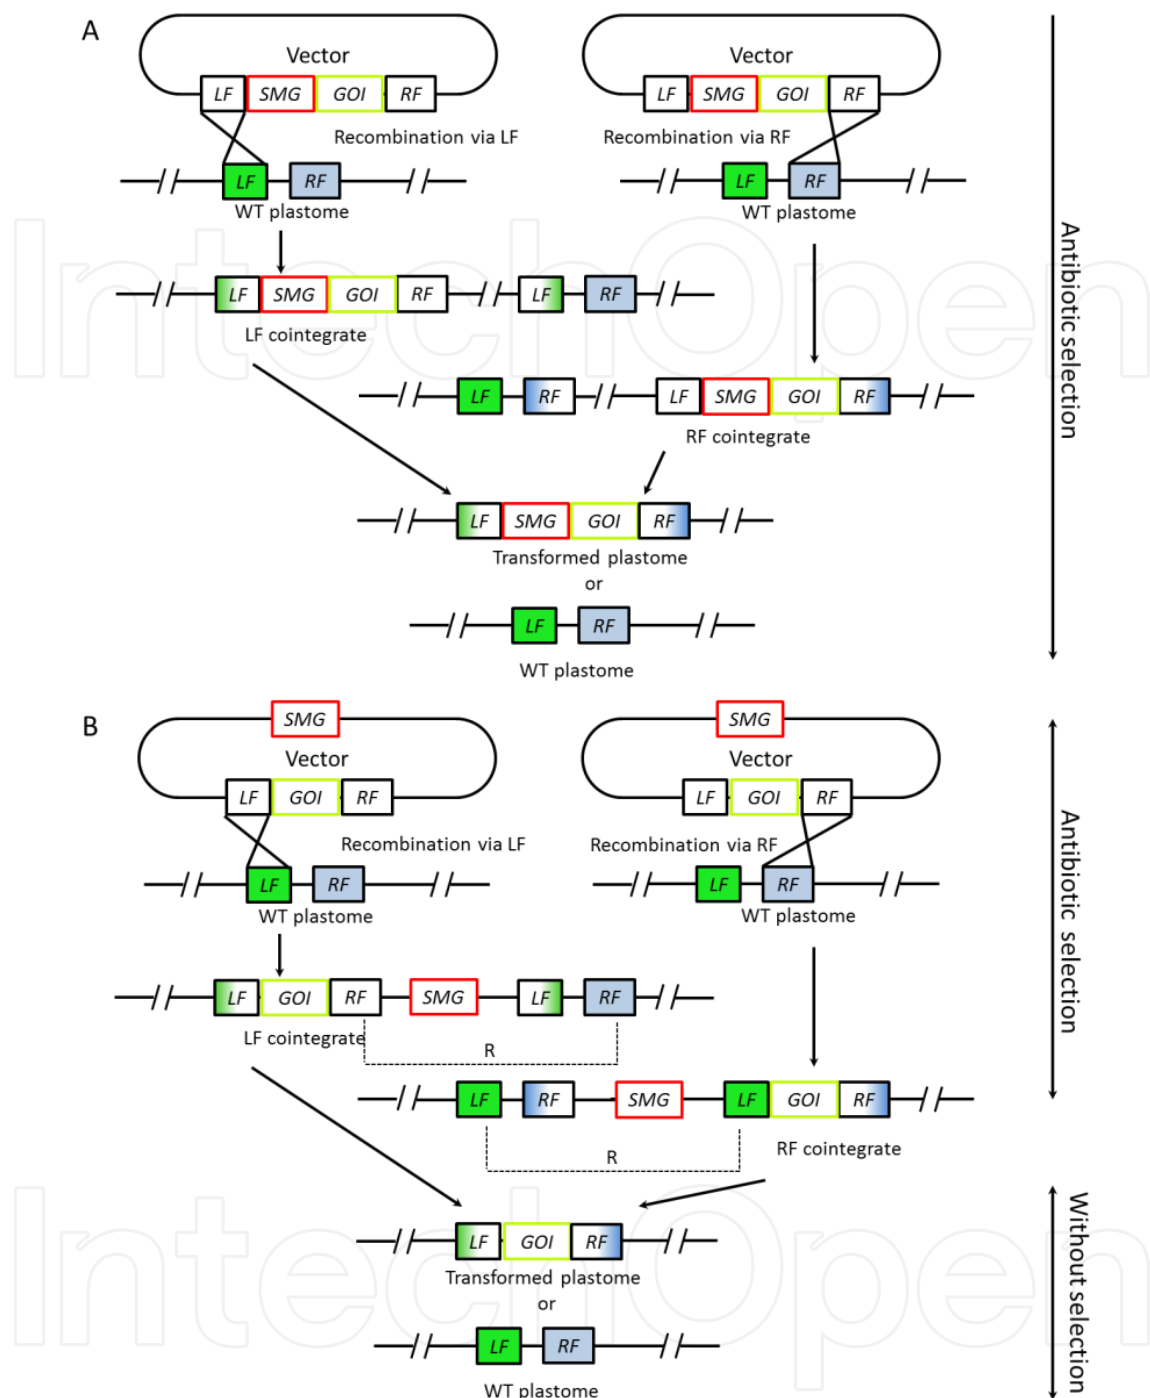 A
Vector
Vector
LF SMG GOI RF
LF SMG GOI RF
Recombination via LF
Recombination via RF
LF RF
LF RF
WT plastome
WT plastome
LF SMG GOI RF LF RF
LF cointegrate
LF RF LF SMG GOI RF
RF cointegrate
LF SMG GOI RF
Transformed plastome
or
LF RF
WT plastome
Antibiotic selection
B
SMG
SMG
Vector
Vector
LF GOI RF
LF GOI RF
Recombination via LF
Recombination via RF
LF RF
LF RF
WT plastome
WT plastome
LF GOI RF SMG LF RF
LF cointegrate
R
LF RF SMG LF GOI RF
R
RF cointegrate
Antibiotic selection
LF GOI RF
Transformed plastome
or
LF RF
WT plastome
Without selection
IntechOpen
IntechOpen